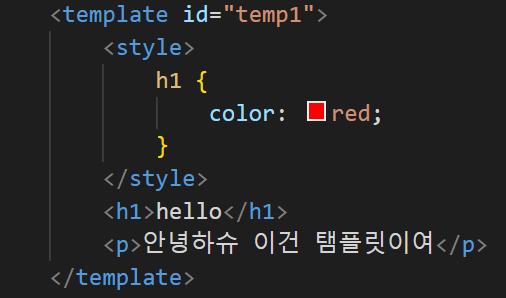 <template id="temp1">
<style>
h1 {
color: red;
}
</style>
<h1>hello</h1>
<p>안녕하슈 이건 탬플릿이여</p>
</template>